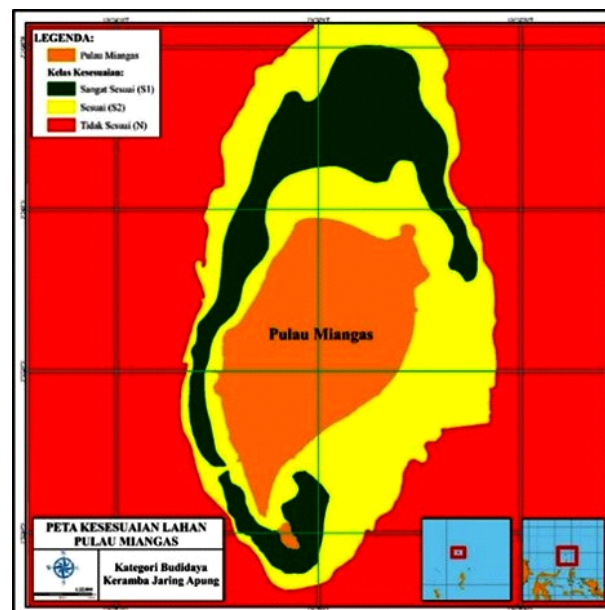 LEGENDA:
Pulau Miangas
Kelas Kesesuaian:
Sangat Sesuai (S1)
Sesuai (S2)
Tidak Sesuai (N)
Pulau Miangas
PETA KESESUAIAN LAHAN
PULAU MIANGAS
Kategori Budidaya
Keramba Jaring Apung